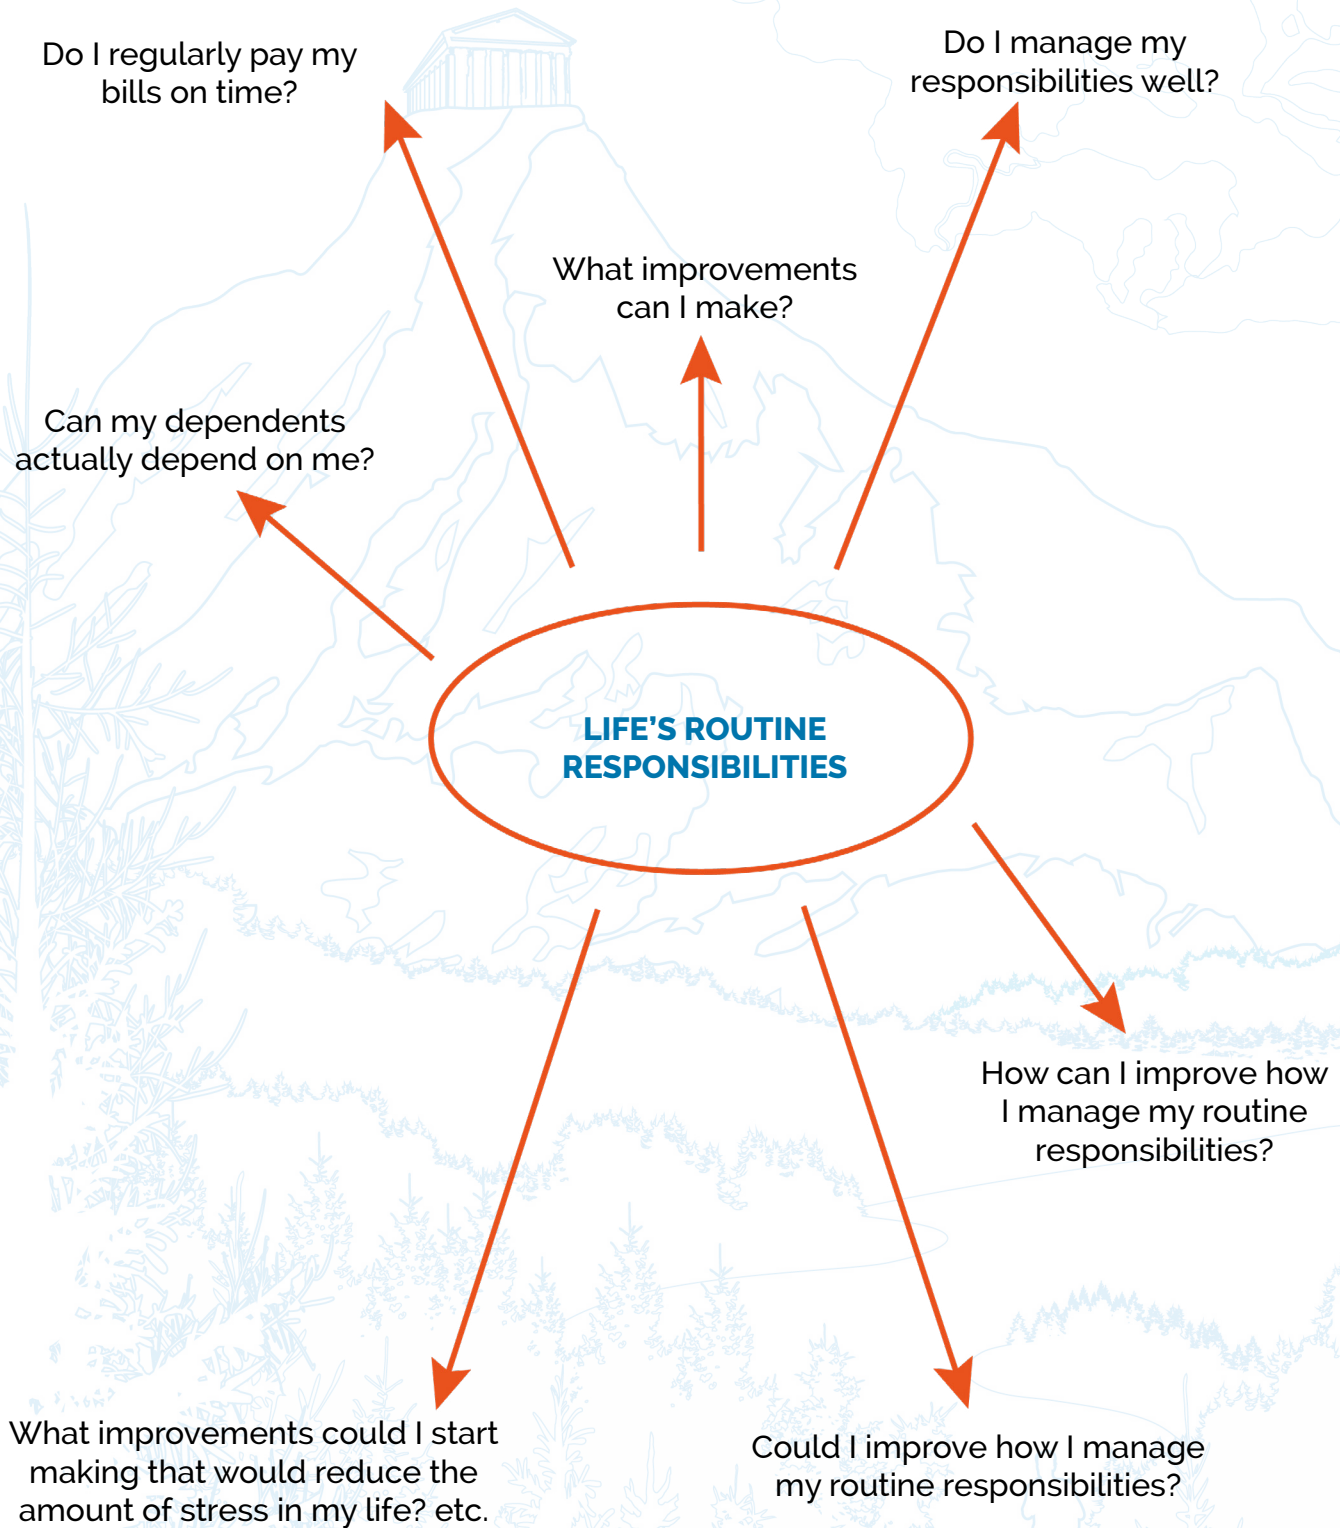 Do I regularly pay my
bills on time?
Do I manage my
responsibilities well?
What improvements
can I make?
Can my dependents
actually depend on me?
LIFE'S ROUTINE
RESPONSIBILITIES
How can I improve how
I manage my routine
responsibilities?
What improvements could I start
making that would reduce the
amount of stress in my life? etc.
Could I improve how I manage
my routine responsibilities?